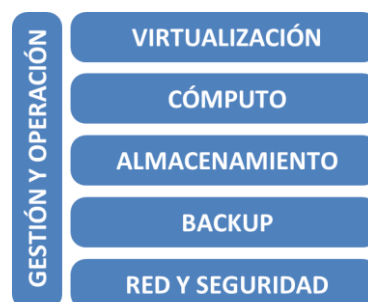 GESTIÓN Y OPERACIÓN
VIRTUALIZACIÓN
CÓMPUTO
ALMACENAMIENTO
BACKUP
RED Y SEGURIDAD